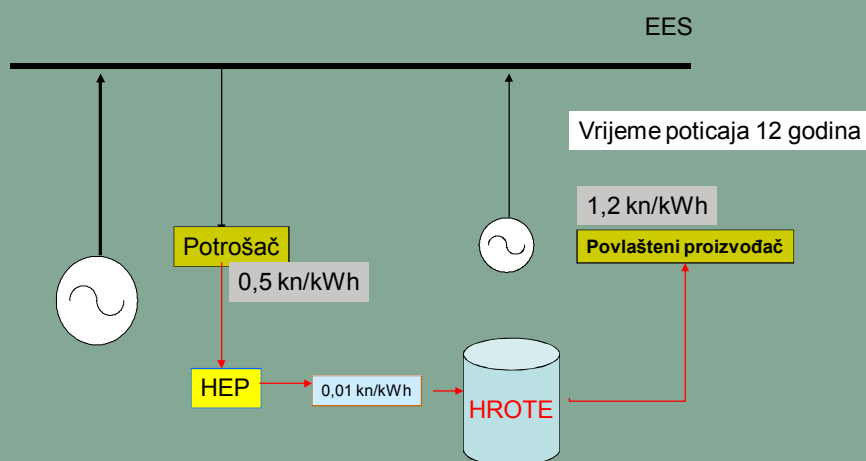 EES
Vrijeme poticaja 12 godina
1,2 kn/kWh
Potrošač
Povlašteni proizvođač
0,5 kn/kWh
HEP
0,01 kn/kWh
HROTE